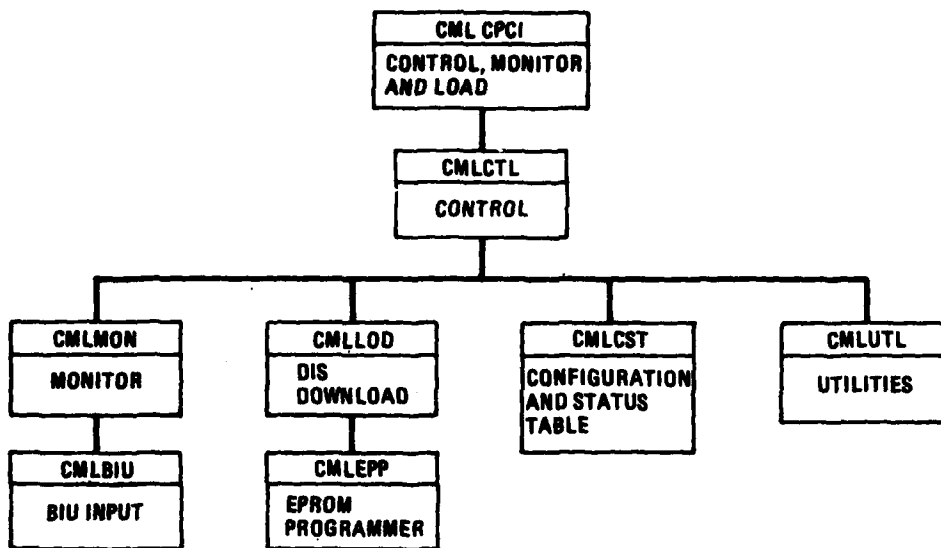 CML CPCI
CONTROL, MONITOR
AND LOAD
CMLCTL
CONTROL
CMLMON
MONITOR
CMLLOD
DIS
DOWNLOAD
CMLCST
CONFIGURATION
AND STATUS
TABLE
CMLUTL
UTILITIES
CMLBIU
BIU INPUT
CMLEPP
EPROM
PROGRAMMER